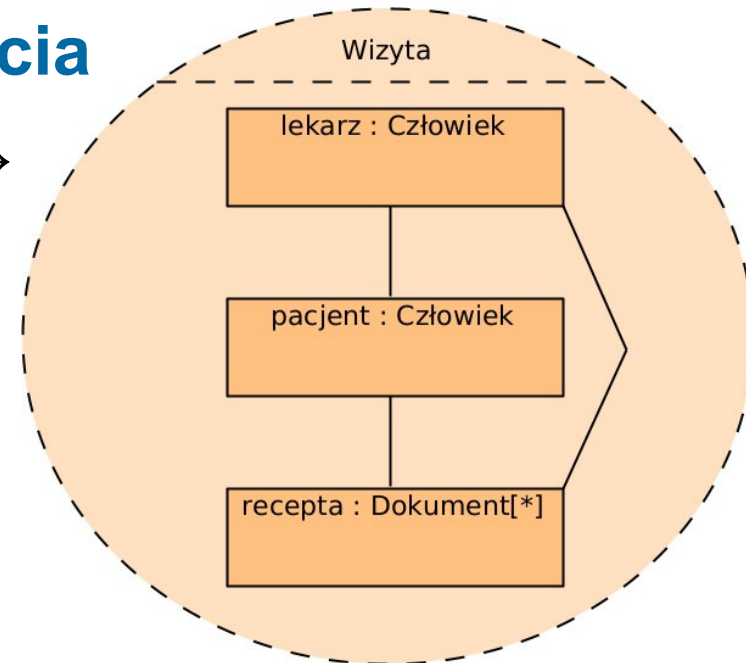 cia
Wizyta
lekarz : Człowiek
pacjent : Człowiek
recepta : Dokument[*]